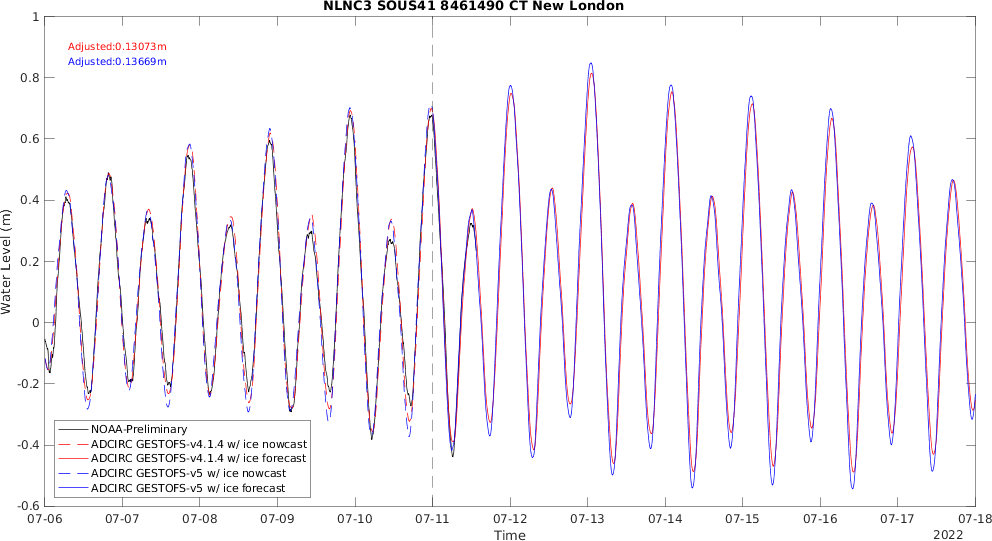 NLNC3 SOUS41 8461490 CT New London
Adjusted:0.13073m
Adjusted:0.13669m
1
0.8
0.6
0.4
0.2
0
-0.2
-0.4
-0.6
Water Level (m)
NOAA-Preliminary
ADCIRC GESTOFS-v4.1.4 w/ ice nowcast
ADCIRC GESTOFS-v4.1.4 w/ ice forecast
ADCIRC GESTOFS-v5 w/ ice nowcast
ADCIRC GESTOFS-v5 w/ ice forecast
07-06 07-07 07-08 07-09 07-10 07-11 07-12 07-13 07-14 07-15 07-16 07-17 07-18
Time
2022